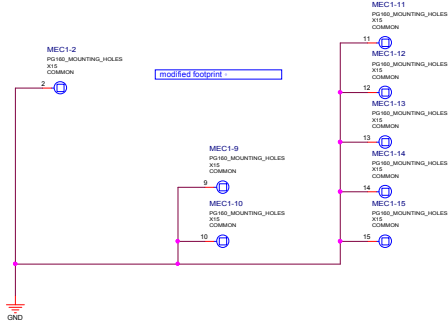 MEC1-11
PG160_MOUNTING_HOLES
X15
COMMON
11
MEC1-2
PG160_MOUNTING_HOLES
X15
COMMON
2
modified footprint -
MEC1-12
PG160_MOUNTING_HOLES
X15
COMMON
12
MEC1-13
PG160_MOUNTING_HOLES
X15
COMMON
13
MEC1-9
PG160_MOUNTING_HOLES
X15
COMMON
9
MEC1-14
PG160_MOUNTING_HOLES
X15
COMMON
14
MEC1-10
PG160_MOUNTING_HOLES
X15
COMMON
10
MEC1-15
PG160_MOUNTING_HOLES
X15
COMMON
15
GND